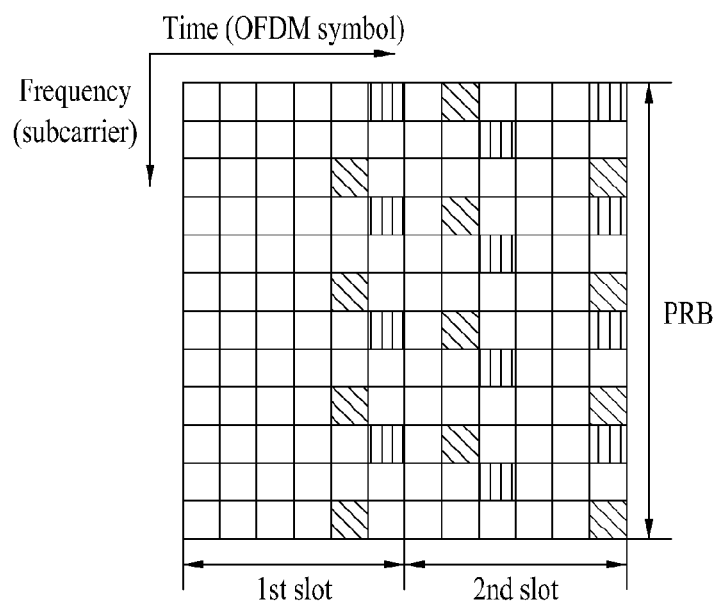 Time (OFDM symbol)
Frequency
(subcarrier)
PRB
1st slot
2nd slot